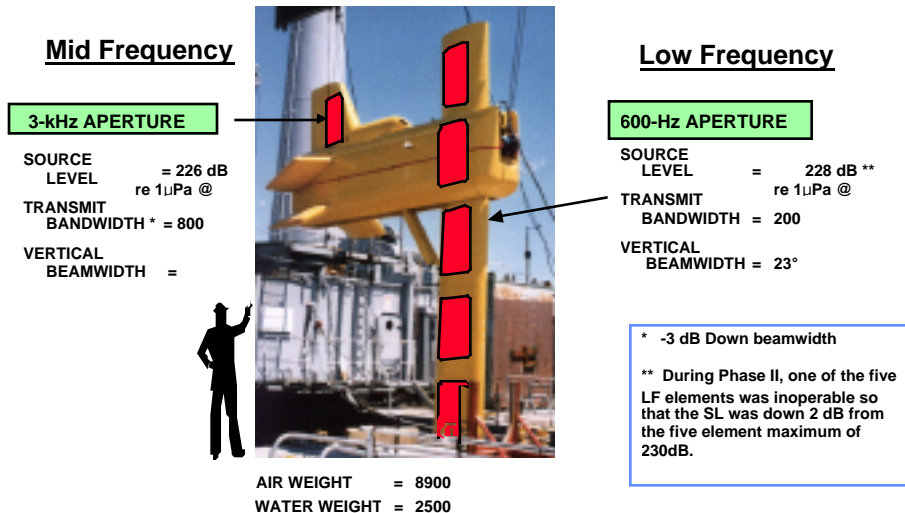 Mid Frequency
3-kHz APERTURE
SOURCE
LEVEL = 226 dB
re 1µPa @
TRANSMIT
BANDWIDTH * = 800
VERTICAL
BEAMWIDTH =
Low Frequency
600-Hz APERTURE
SOURCE
LEVEL = 228 dB **
re 1µPa @
TRANSMIT
BANDWIDTH = 200
VERTICAL
BEAMWIDTH = 23°
* -3 dB Down beamwidth
** During Phase II, one of the five
LF elements was inoperable so
that the SL was down 2 dB from
the five element maximum of
230dB.
AIR WEIGHT = 8900
WATER WEIGHT = 2500